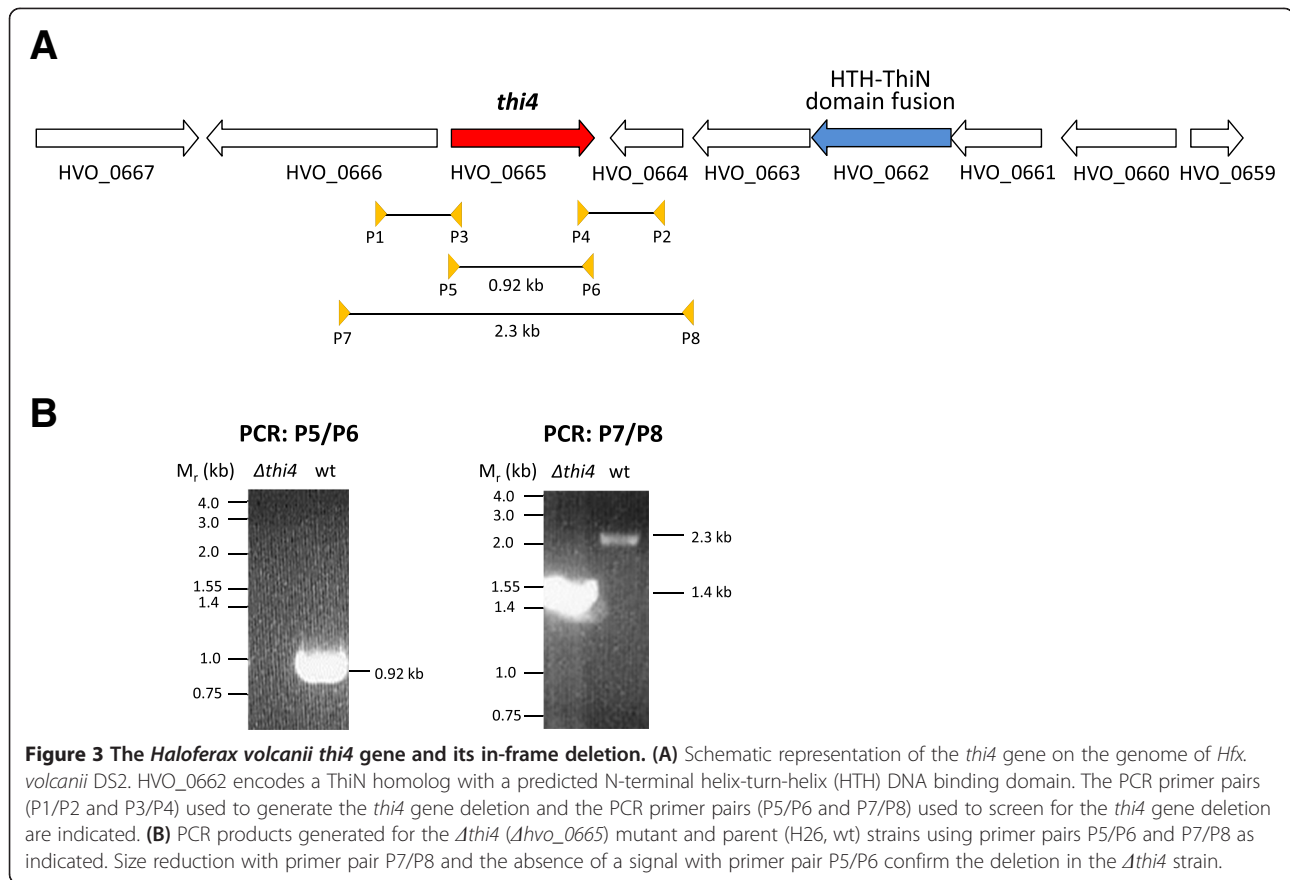 A
thi4
HTH-ThiN
domain fusion
HVO_0667
HVO_0666
HVO_0665
HVO_0664
HVO_0663
HVO_0662
HVO_0661
HVO_0660
HVO_0659
P1
P3
P4
P2
P5
0.92 kb
P6
P7
2.3 kb
P8
B
PCR: P5/P6
PCR: P7/P8
Mr (kb)
Δthi4
wt
4.0
3.0
2.0
1.55
1.4
1.0
0.75
0.92 kb
Mr (kb)
Δthi4
wt
4.0
3.0
2.0
1.55
1.4
1.0
0.75
2.3 kb
1.4 kb
Figure 3 The Haloferax volcanii thi4 gene and its in-frame deletion. (A) Schematic representation of the thi4 gene on the genome of Hfx.
volcanii DS2. HVO_0662 encodes a ThiN homolog with a predicted N-terminal helix-turn-helix (HTH) DNA binding domain. The PCR primer pairs
(P1/P2 and P3/P4) used to generate the thi4 gene deletion and the PCR primer pairs (P5/P6 and P7/P8) used to screen for the thi4 gene deletion
are indicated. (B) PCR products generated for the Δthi4 (Δhvo_0665) mutant and parent (H26, wt) strains using primer pairs P5/P6 and P7/P8 as
indicated. Size reduction with primer pair P7/P8 and the absence of a signal with primer pair P5/P6 confirm the deletion in the Δthi4 strain.